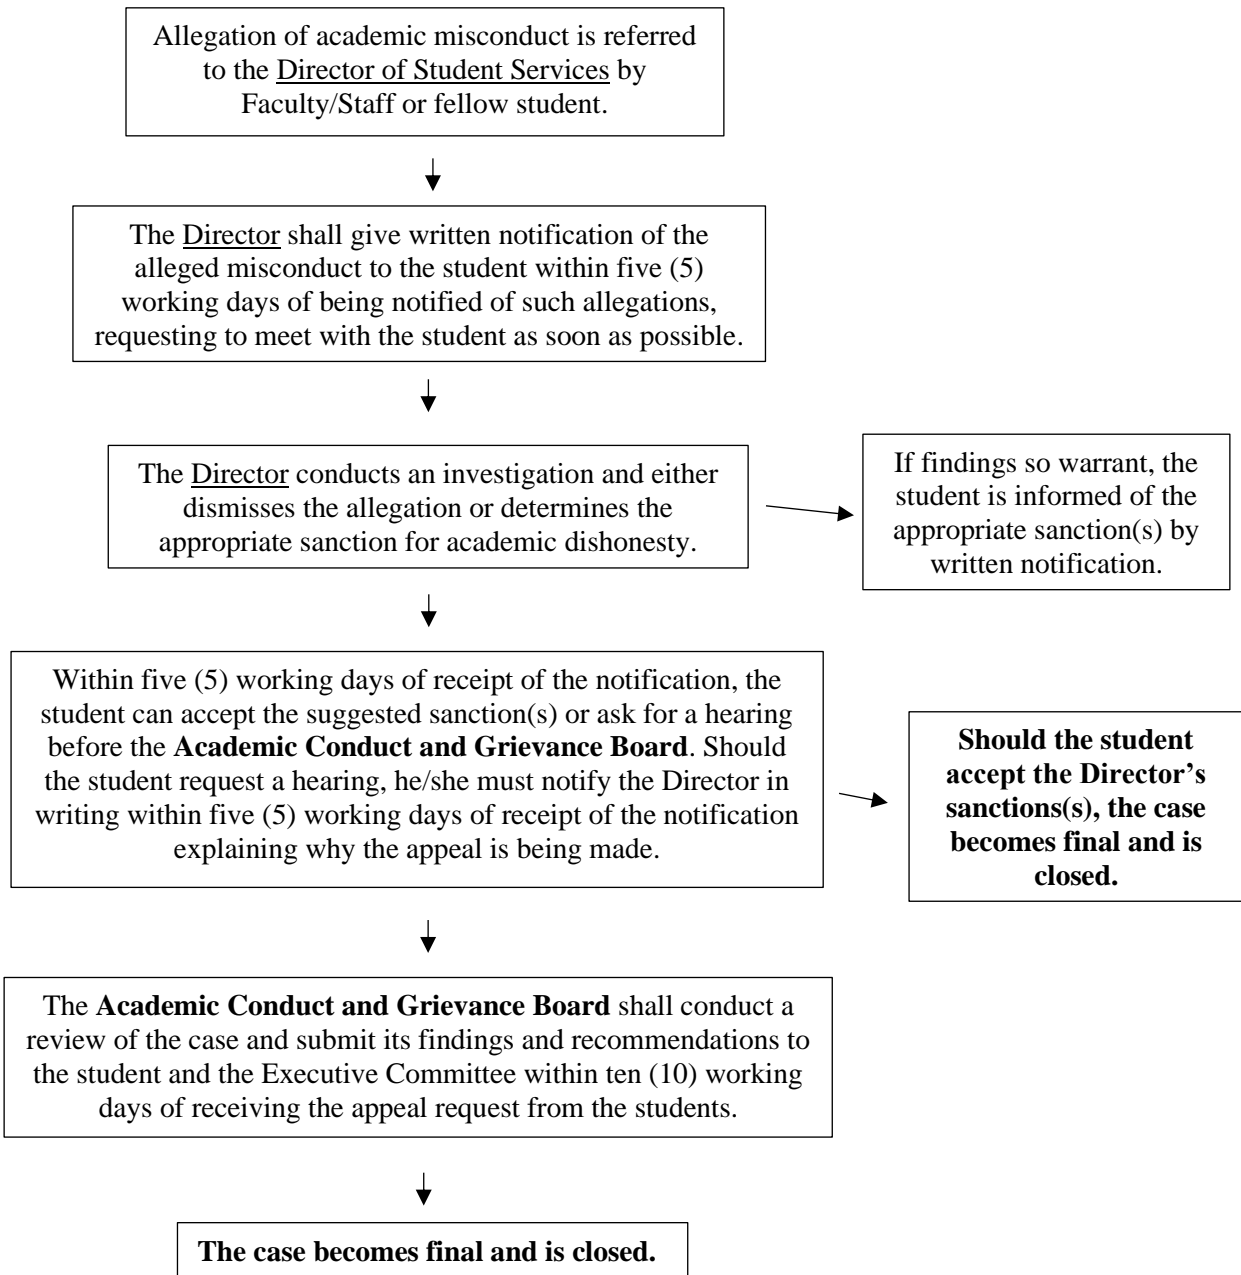 Allegation of academic misconduct is referred
to the Director of Student Services by
Faculty/Staff or fellow student.
The Director shall give written notification of the
alleged misconduct to the student within five (5)
working days of being notified of such allegations,
requesting to meet with the student as soon as possible.
The Director conducts an investigation and either
dismisses the allegation or determines the
appropriate sanction for academic dishonesty.
If findings so warrant, the
student is informed of the
appropriate sanction(s) by
written notification.
Within five (5) working days of receipt of the notification, the
student can accept the suggested sanction(s) or ask for a hearing
before the Academic Conduct and Grievance Board. Should
the student request a hearing, he/she must notify the Director in
writing within five (5) working days of receipt of the notification
explaining why the appeal is being made.
Should the student
accept the Director’s
sanctions(s), the case
becomes final and is
closed.
The Academic Conduct and Grievance Board shall conduct a
review of the case and submit its findings and recommendations to
the student and the Executive Committee within ten (10) working
days of receiving the appeal request from the students.
The case becomes final and is closed.